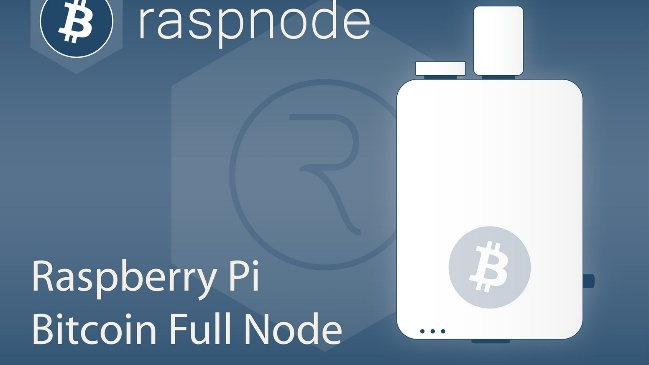 raspnode
Raspberry Pi
Bitcoin Full Node